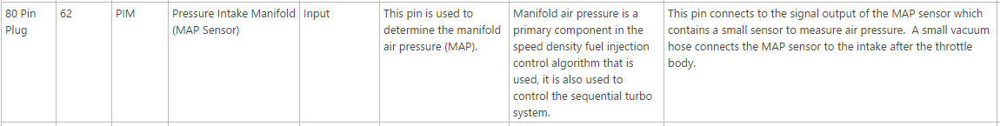 80 Pin
Plug
62
PIM
Pressure Intake Manifold
(MAP Sensor)
Input
This pin is used to
determine the manifold
air pressure (MAP).
Manifold air pressure is a
primary component in the
speed density fuel injection
control algorithm that is
used, it is also used to
control the sequential turbo
system.
This pin connects to the signal output of the MAP sensor which
contains a small sensor to measure air pressure.  A small vacuum
hose connects the MAP sensor to the intake after the throttle
body.